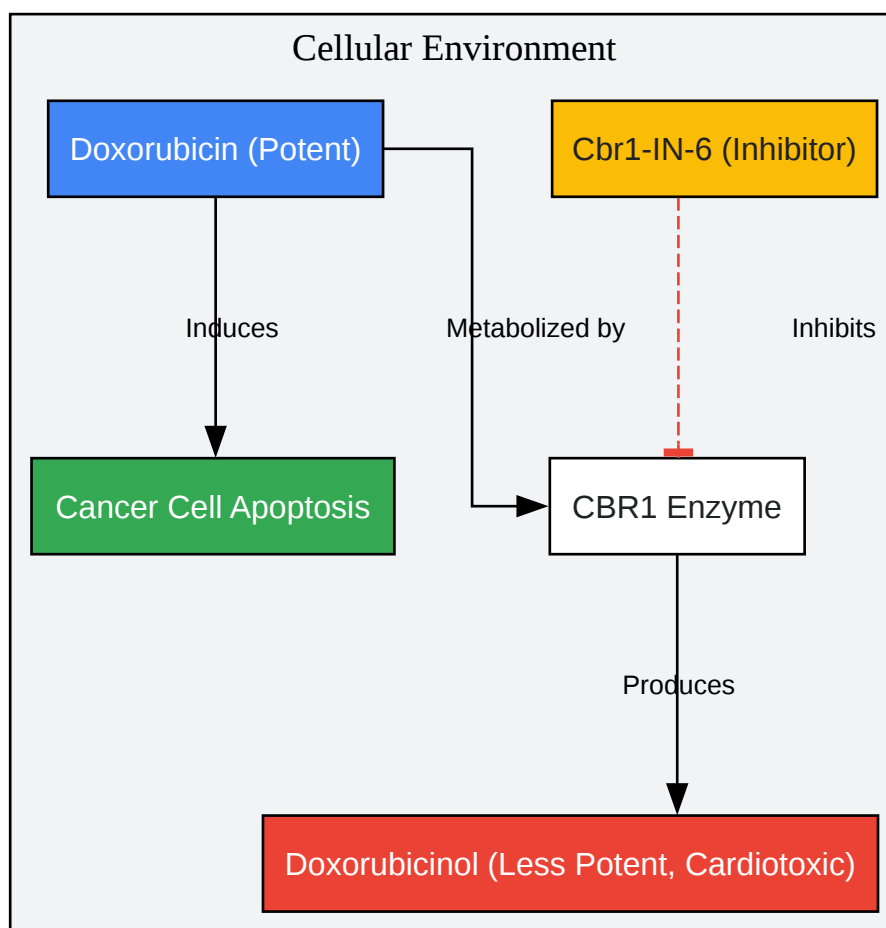 Cellular Environment
Doxorubicin (Potent)
Cbr1-IN-6 (Inhibitor)
Induces
Metabolized by
Inhibits
Cancer Cell Apoptosis
CBR1 Enzyme
Produces
Doxorubicinol (Less Potent, Cardiotoxic)